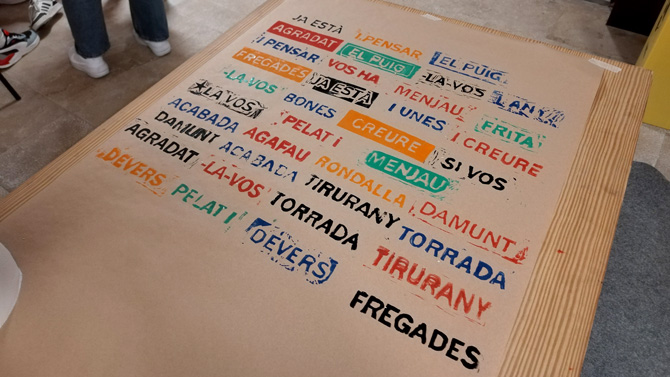 JA ESTÀ I.PENSAR EL PUIG
AGRADAT EL PUIG LA-VOS
I PENSAR VOS HA MENJAU FRITA
FREGADES JA ESTÀ I UNES I CREURE
-LA-VOS BONES CREURE SI VOS
LA VOS PELAT I MENJAU
ACABADA AGAFAU RONDALLA DAMUNT
DAMUNT ACABADA TIRURANY TORRADA
AGRADAT -LA-VOS TORRADA TIRURANY
DEVERS PELAT I DEVERS FREGADES